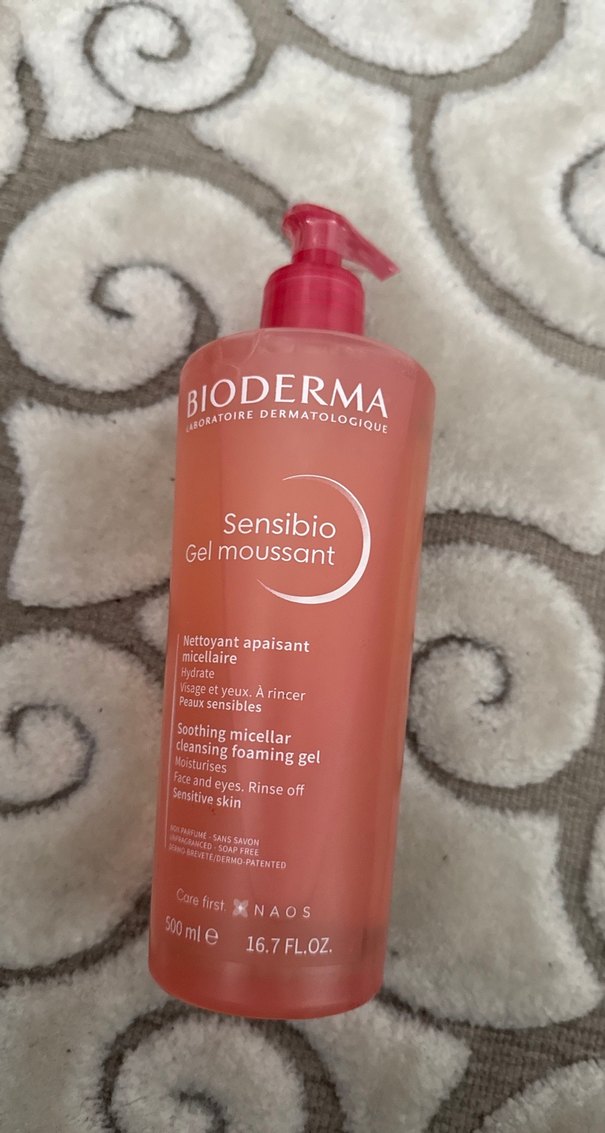 BIODERMA
LABORATOIRE DERMATOLOGIQUE
Sensibio
Gel moussant
Nettoyant apaisant
micellaire
Hydrate
Visage et yeux. À rincer
Peaux sensibles
Soothing micellar
cleansing foaming gel
Moisturises
Face and eyes. Rinse off
Sensitive skin
NON PARFUMÉ - SANS SAVON
UNFRAGRANCED - SOAP FREE
DERMO-BREVETÉ/DERMO-PATENTED
Care first. NAOS
500 ml ℮ 16.7 FL.OZ.